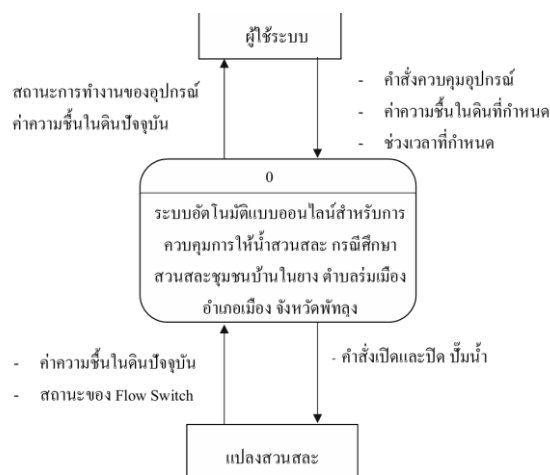 ผู้ใช้ระบบ
สถานะการทำงานของอุปกรณ์
ค่าความชื้นในดินปัจจุบัน
- คำสั่งควบคุมอุปกรณ์
- ค่าความชื้นในดินที่กำหนด
- ช่วงเวลาที่กำหนด
0
ระบบอัตโนมัติแบบออนไลน์สำหรับการ
ควบคุมการให้น้ำสวนสละ กรณีศึกษา
สวนสละชุมชนบ้านในยาง ตำบลร่มเมือง
อำเภอเมือง จังหวัดพัทลุง
- ค่าความชื้นในดินปัจจุบัน
- สถานะของ Flow Switch
- คำสั่งเปิดและปิด ปั๊มน้ำ
แปลงสวนสละ